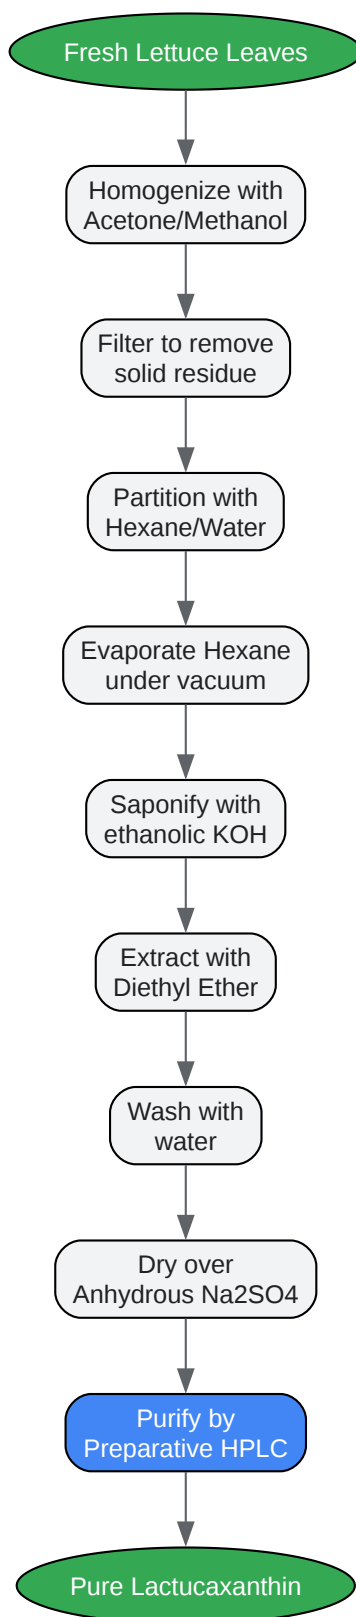 Fresh Lettuce Leaves
Homogenize with
Acetone/Methanol
Filter to remove
solid residue
Partition with
Hexane/Water
Evaporate Hexane
under vacuum
Saponify with
ethanolic KOH
Extract with
Diethyl Ether
Wash with
water
Dry over
Anhydrous Na2SO4
Purify by
Preparative HPLC
Pure Lactucaxanthin